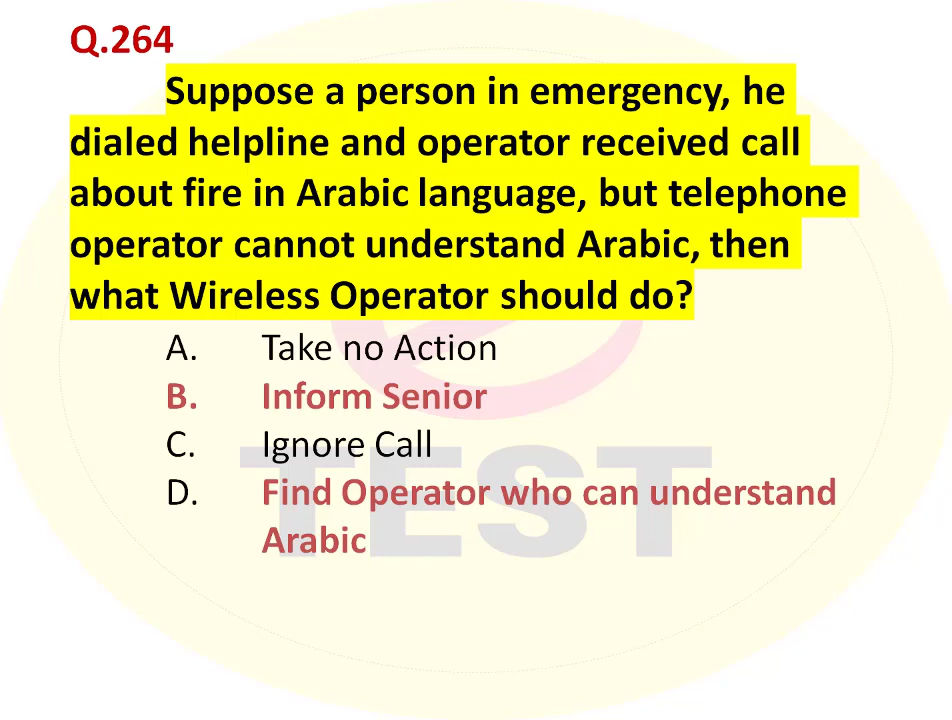 Q.264
Suppose a person in emergency, he
dialed helpline and operator received call
about fire in Arabic language, but telephone
operator cannot understand Arabic, then
what Wireless Operator should do?
A. Take no Action
B. Inform Senior
C. Ignore Call
D. Find Operator who can understand
Arabic
TEST